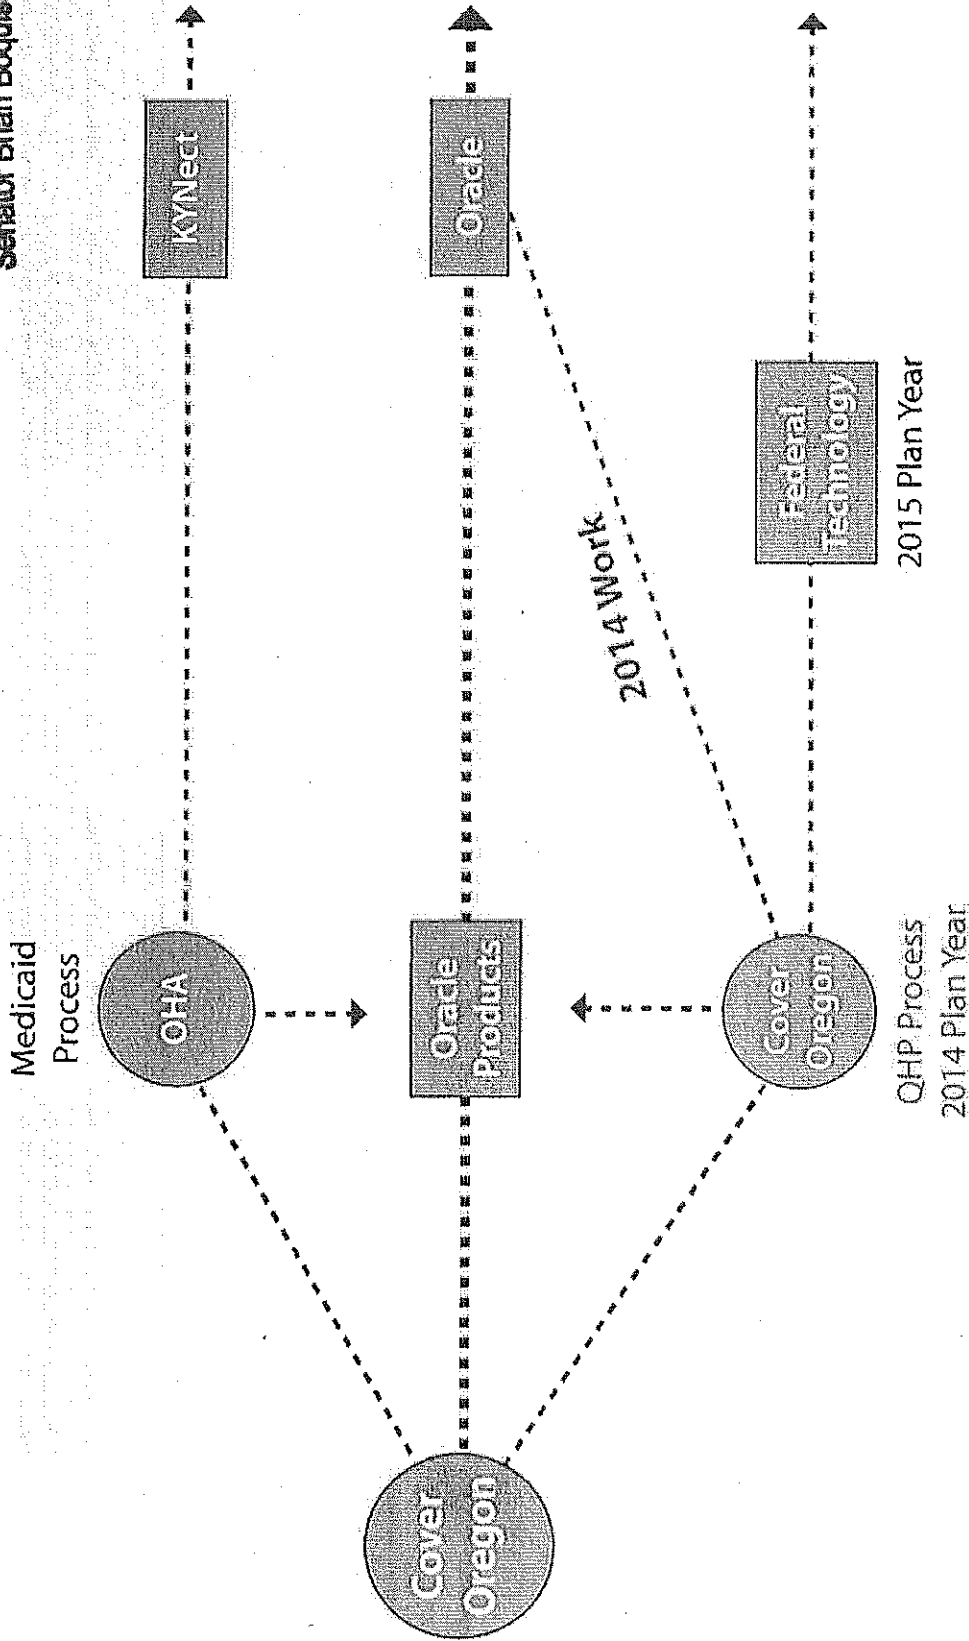 Senator Brian
Medicaid
Process
OHA
KYNect
Cover
Oregon
Oracle
Products
Oracle
2014 Work
Cover
Oregon
Federal
Technology
QHP Process
2014 Plan Year
2015 Plan Year